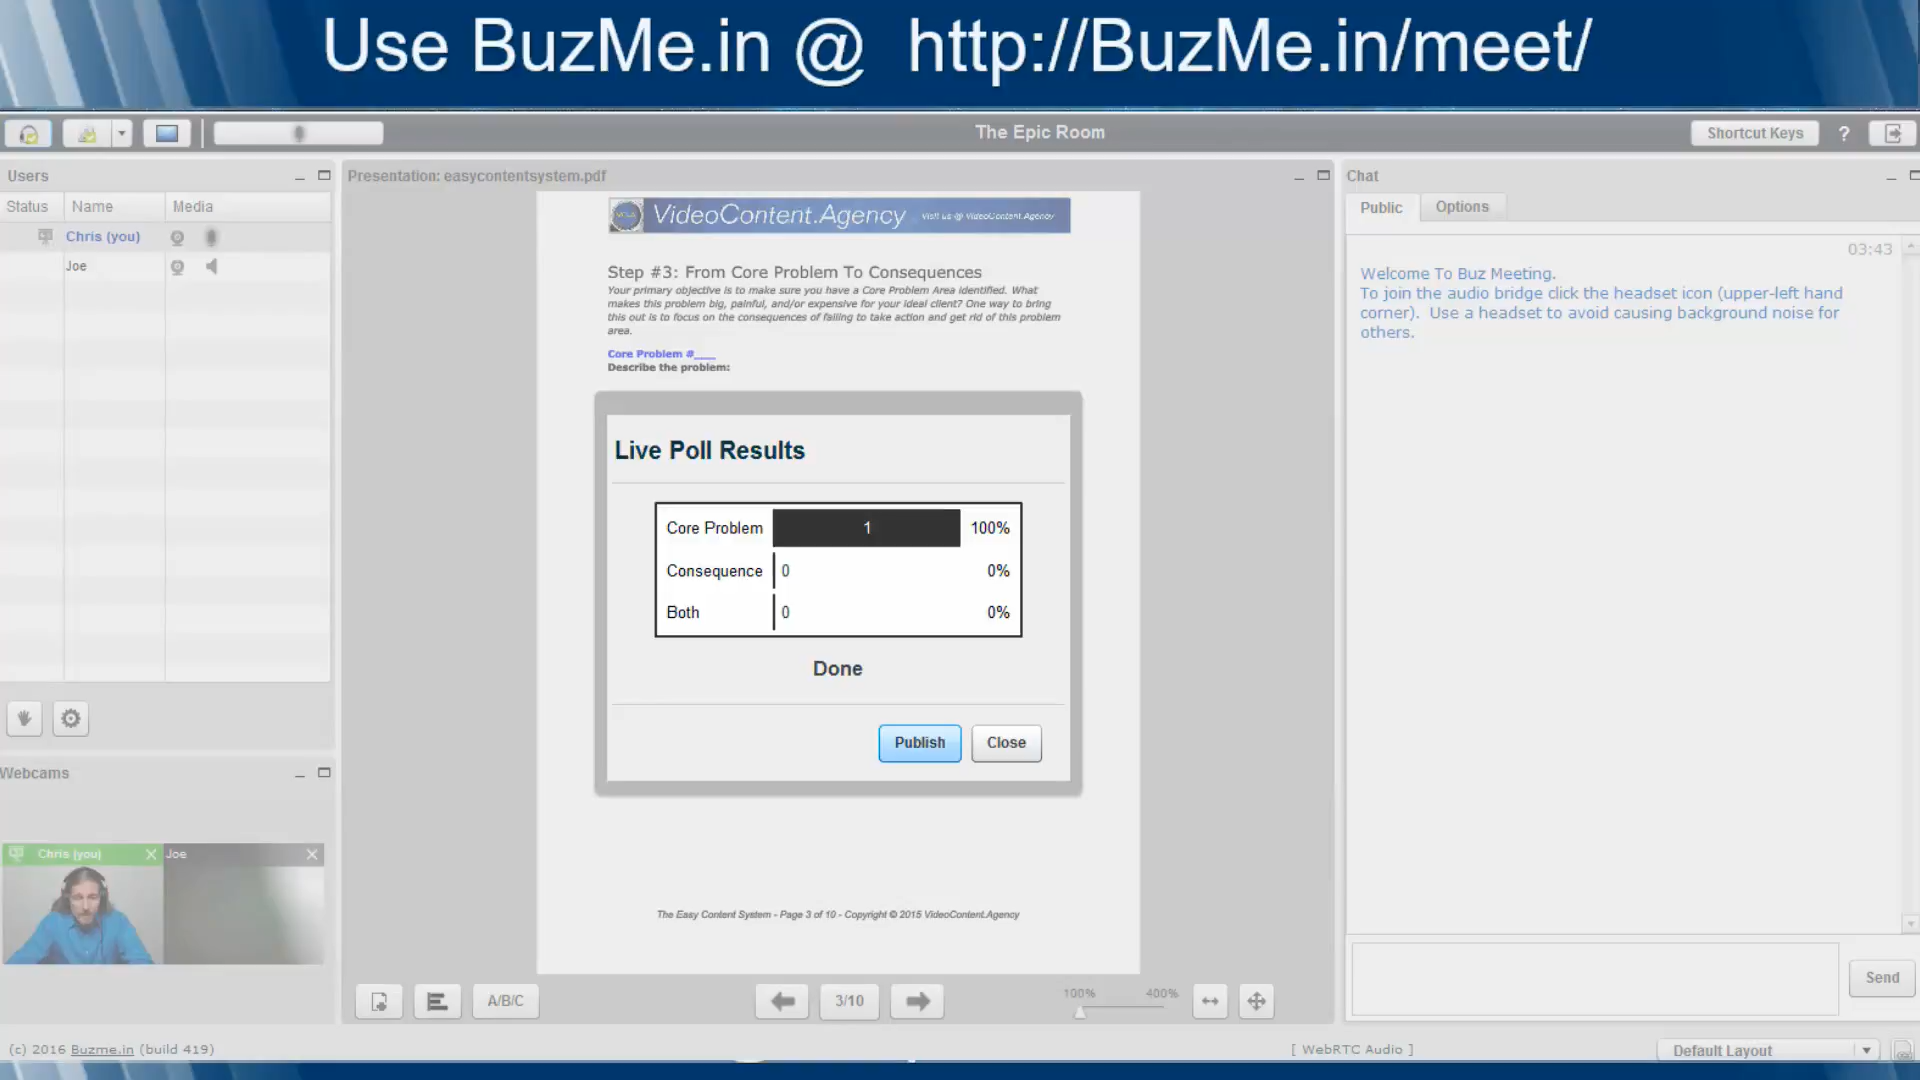 Use BuzMe.in @ http://BuzMe.in/meet/
The Epic Room
Shortcut Keys
?
Users
Status Name Media
Chris (you)
Joe
Webcams
Chris (you)
Joe
Presentation: easycontentsystem.pdf
VideoContent.Agency Visit us @ VideoContent.Agency
Step #3: From Core Problem To Consequences
Your primary objective is to make sure you have a Core Problem Area identified. What
makes this problem big, painful, and/or expensive for your ideal client? One way to bring
this out is to focus on the consequences of failing to take action and get rid of this problem
area.
Core Problem #____
Describe the problem:
Live Poll Results
Core Problem 1 100%
Consequence 0 0%
Both 0 0%
Done
Publish Close
The Easy Content System - Page 3 of 10 - Copyright © 2015 VideoContent.Agency
A/B/C
3/10
100% 400%
Chat
Public Options
03:43
Welcome To Buz Meeting.
To join the audio bridge click the headset icon (upper-left hand
corner). Use a headset to avoid causing background noise for
others.
Send
(c) 2016 Buzme.in (build 419)
[ WebRTC Audio ]
Default Layout